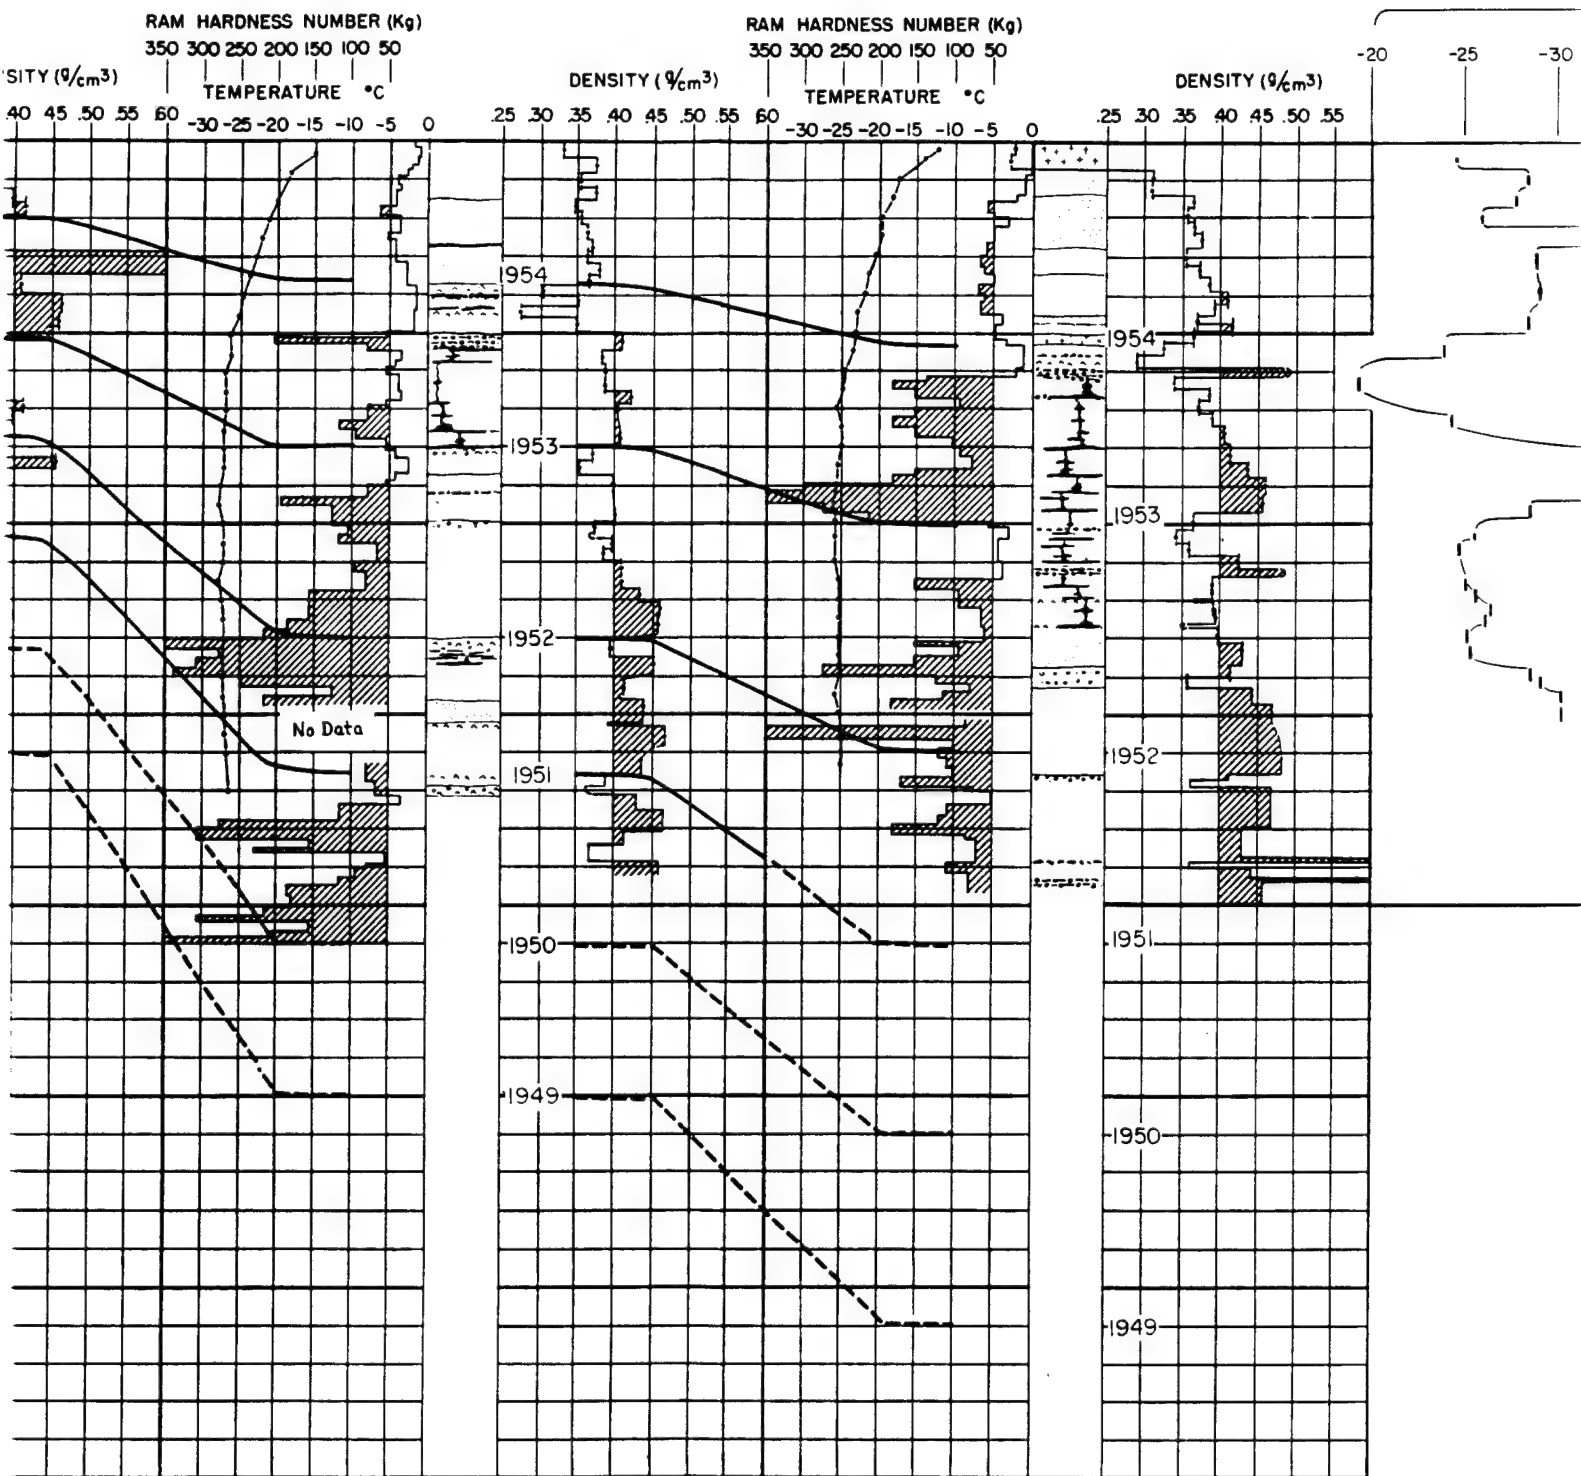 RAM HARDNESS NUMBER (Kg)
350 300 250 200 150 100 50
SITY (g/cm3)
TEMPERATURE °C
.40 .45 .50 .55 .60 -30 -25 -20 -15 -10 -5 0
RAM HARDNESS NUMBER (Kg)
350 300 250 200 150 100 50
DENSITY (g/cm3)
TEMPERATURE °C
.25 .30 .35 .40 .45 .50 .55 .60 -30 -25 -20 -15 -10 -5 0
DENSITY (g/cm3)
.25 .30 .35 .40 .45 .50 .55
-20 -25 -30
No Data
1954
1953
1952
1951
1950
1949
1954
1953
1952
1951
1950
1949